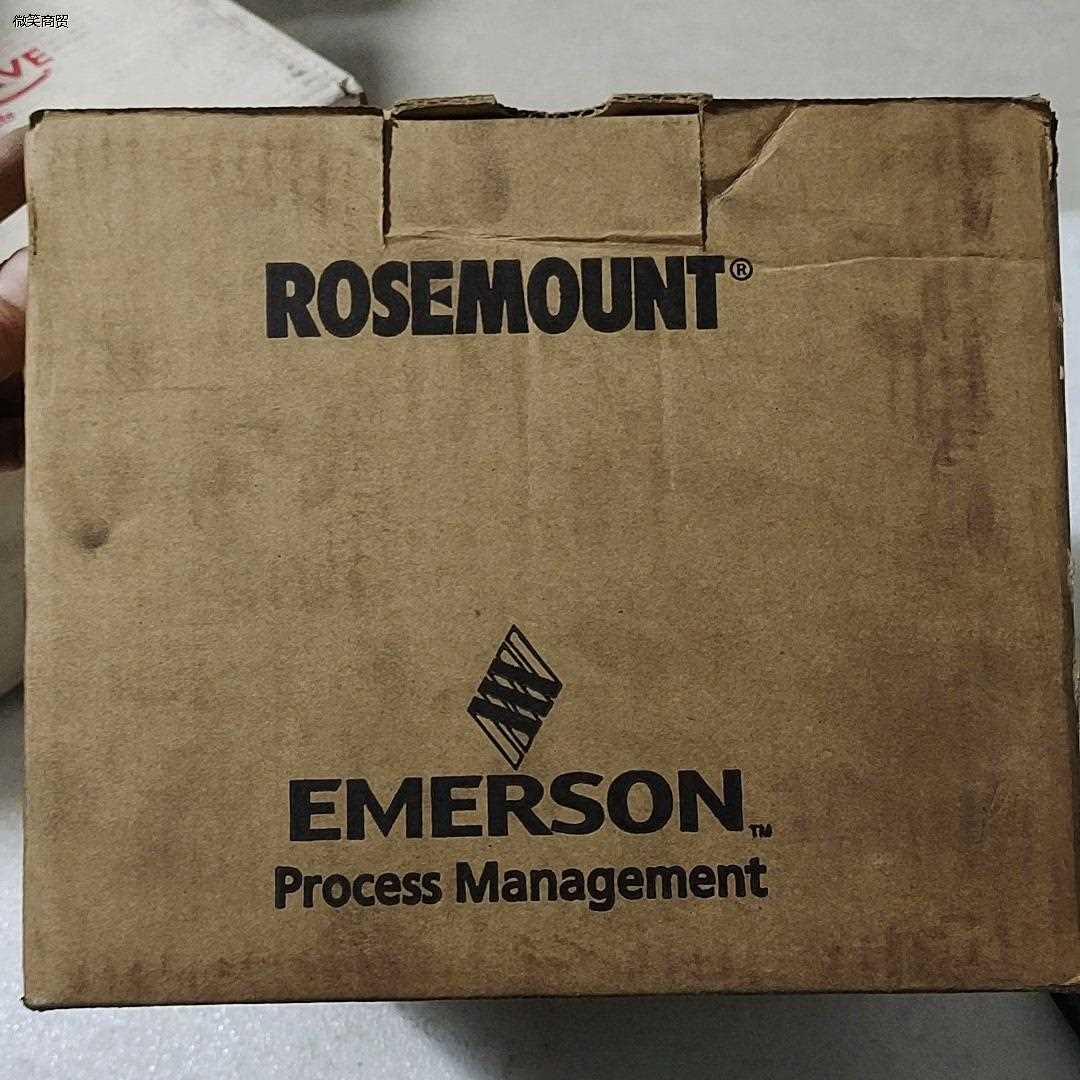 微笑商贸
ROSEMOUNT®
EMERSON™
Process Management